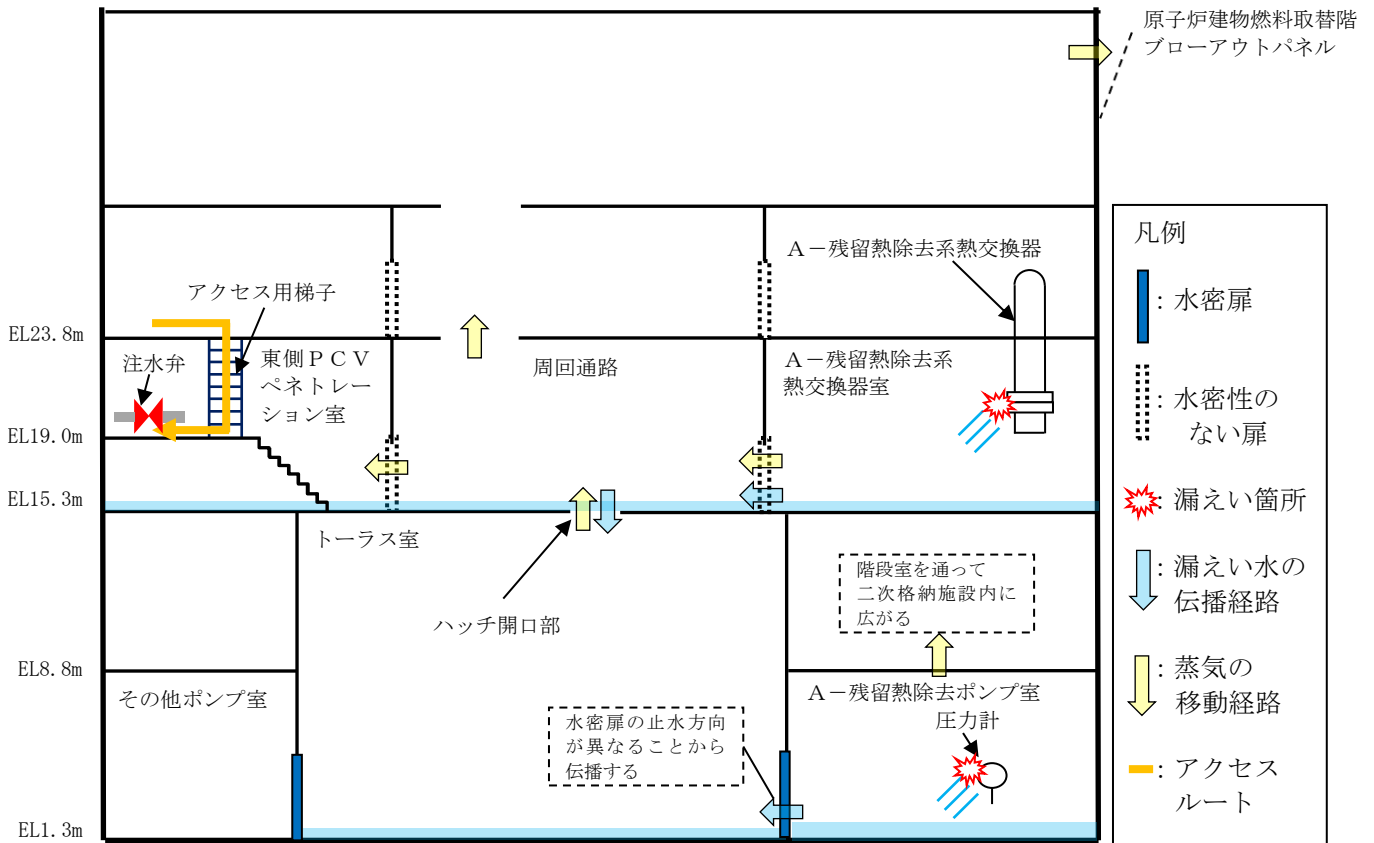 原子炉建物燃料取替階
ブローアウトパネル
A－残留熱除去系熱交換器
アクセス用梯子
EL23.8m
注水弁
東側ＰＣＶ
ペネトレー
ション室
周回通路
A－残留熱除去系
熱交換器室
EL19.0m
EL15.3m
トーラス室
ハッチ開口部
階段室を通って
二次格納施設内に
広がる
EL8.8m
その他ポンプ室
A－残留熱除去ポンプ室
圧力計
水密扉の止水方向
が異なることから
伝播する
EL1.3m
凡例
：水密扉
：水密性の
ない扉
：漏えい箇所
：漏えい水の
伝播経路
：蒸気の
移動経路
：アクセス
ルート